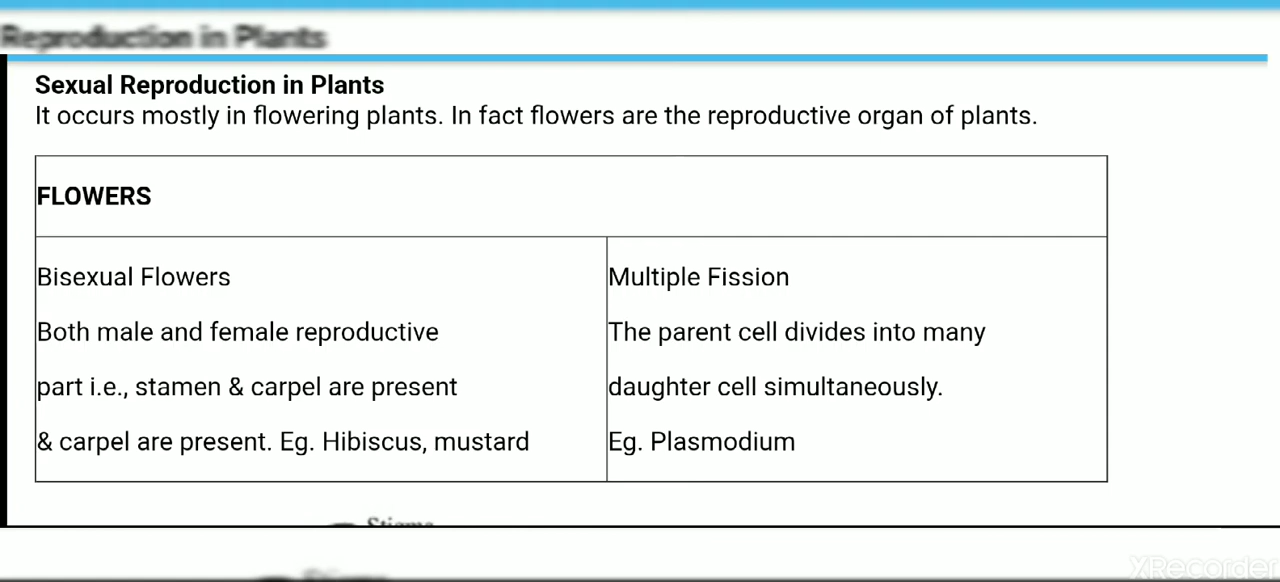 Reproduction in Plants
Sexual Reproduction in Plants
It occurs mostly in flowering plants. In fact flowers are the reproductive organ of plants.
FLOWERS
Bisexual Flowers
Both male and female reproductive
part i.e., stamen & carpel are present
& carpel are present. Eg. Hibiscus, mustard
Multiple Fission
The parent cell divides into many
daughter cell simultaneously.
Eg. Plasmodium
Stigma
Stigma
XRecorder